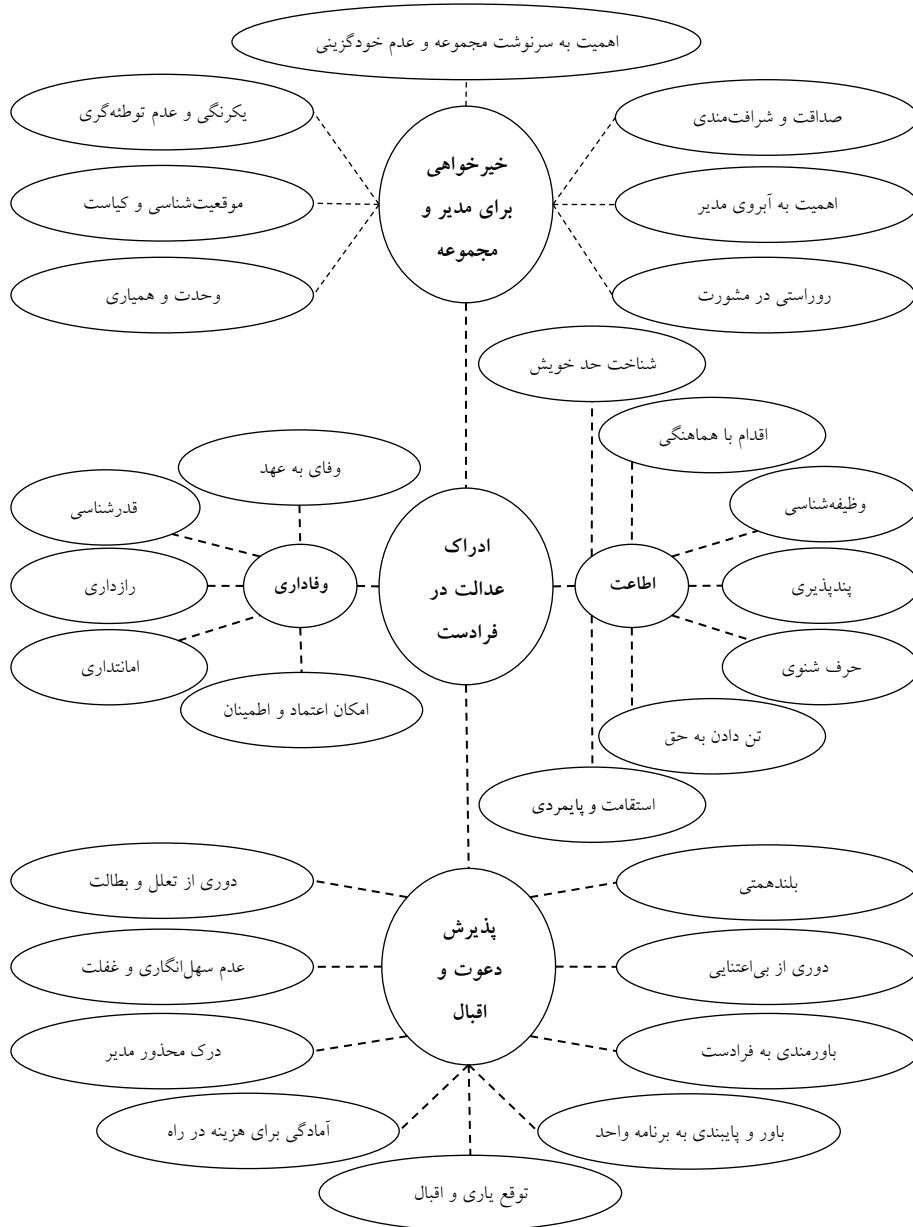 اهمیت به سرنوشت مجموعه و عدم خودگزینی
صداقت و شرافت‌مندی
یکرنگی و عدم توطئه‌گری
خیرخواهی
برای مدیر و
مجموعه
اهمیت به آبروی مدیر
موقعیت‌شناسی و کیاست
روراستی در مشورت
وحدت و همیاری
شناخت حد خویش
اقدام با هماهنگی
وفای به عهد
وظیفه‌شناسی
قدرشناسی
ادراک
عدالت در
فرادست
پندپذیری
اطاعت
وفاداری
رازداری
حرف شنوی
امانتداری
امکان اعتماد و اطمینان
تن دادن به حق
استقامت و پایمردی
بلندهمتی
دوری از تعلل و بطالت
پذیرش
دعوت و
اقبال
دوری از بی‌اعتنایی
عدم سهل‌انگاری و غفلت
باورمندی به فرادست
درک محذور مدیر
باور و پایبندی به برنامه واحد
آمادگی برای هزینه در راه
توقع یاری و اقبال